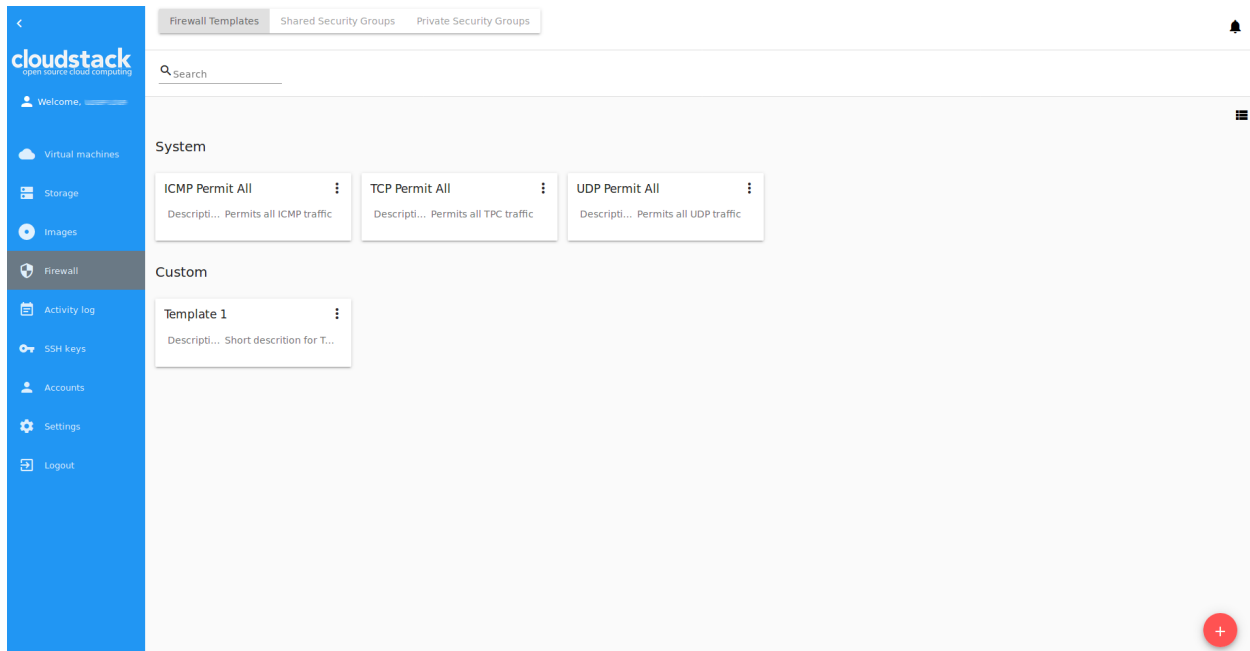 Firewall Templates Shared Security Groups Private Security Groups
cloudstack
open source cloud computing
Search
Welcome,
Virtual machines
Storage
Images
Firewall
Activity log
SSH keys
Accounts
Settings
Logout
System
ICMP Permit All
Descripti... Permits all ICMP traffic
TCP Permit All
Descripti... Permits all TPC traffic
UDP Permit All
Descripti... Permits all UDP traffic
Custom
Template 1
Descripti... Short descrition for T...